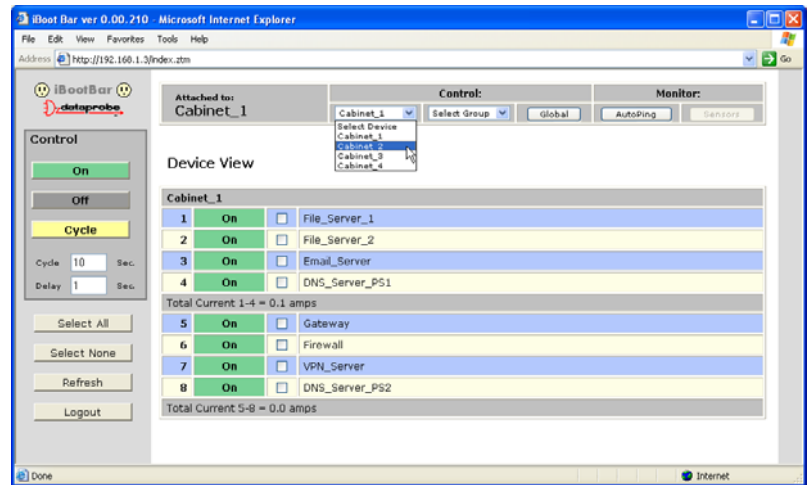 iBoot Bar ver 0.00.210 - Microsoft Internet Explorer
File Edit View Favorites Tools Help
Address http://192.168.1.3/index.ztm Go
iBootBar
dataprobe
Attached to:
Cabinet_1
Control:
Monitor:
Cabinet_1 Select Group Global AutoPing Sensors
Select Device
Cabinet_1
Cabinet_2
Cabinet_3
Cabinet_4
Control
On
Off
Cycle
Cycle 10 Sec.
Delay 1 Sec.
Select All
Select None
Refresh
Logout
Device View
Cabinet_1
1 On File_Server_1
2 On File_Server_2
3 On Email_Server
4 On DNS_Server_PS1
Total Current 1-4 = 0.1 amps
5 On Gateway
6 On Firewall
7 On VPN_Server
8 On DNS_Server_PS2
Total Current 5-8 = 0.0 amps
Done Internet